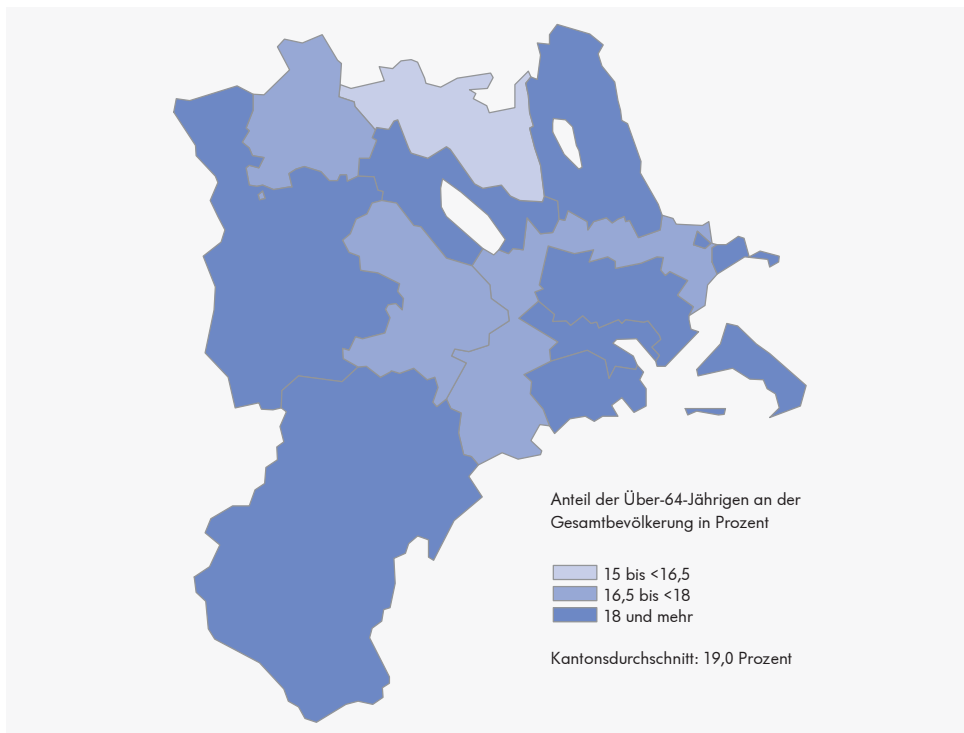 Anteil der Über-64-Jährigen an der
Gesamtbevölkerung in Prozent
15 bis <16,5
16,5 bis <18
18 und mehr
Kantonsdurchschnitt: 19,0 Prozent